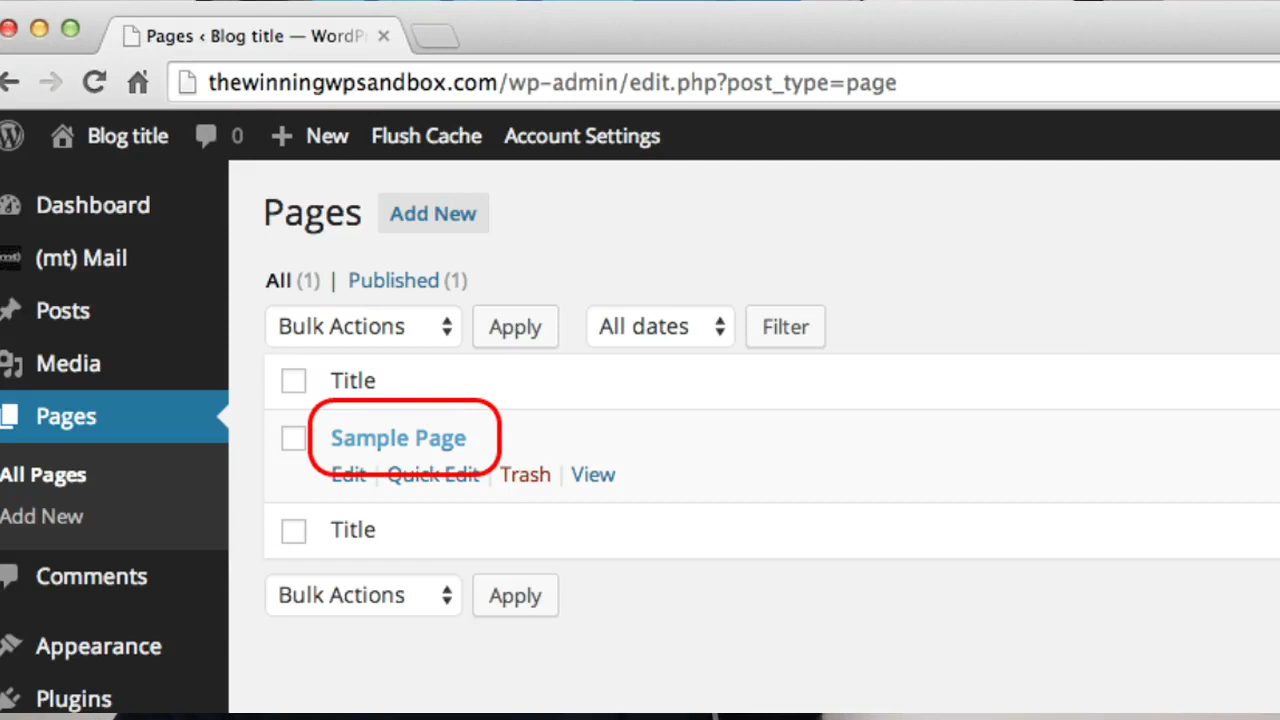 Pages ‹ Blog title — WordP
thewinningwpsandbox.com/wp-admin/edit.php?post_type=page
Blog title 0 New Flush Cache Account Settings
Dashboard
(mt) Mail
Posts
Media
Pages
All Pages
Add New
Comments
Appearance
Plugins
Pages Add New
All (1) | Published (1)
Bulk Actions Apply All dates Filter
Title
Sample Page
Edit | Quick Edit | Trash | View
Title
Bulk Actions Apply